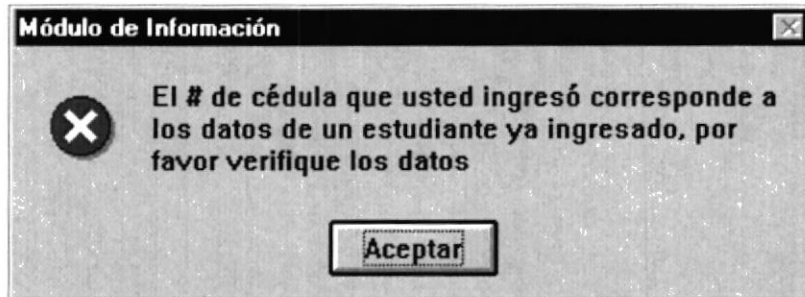 Módulo de Información
El # de cédula que usted ingresó corresponde a
los datos de un estudiante ya ingresado, por
favor verifique los datos
Aceptar